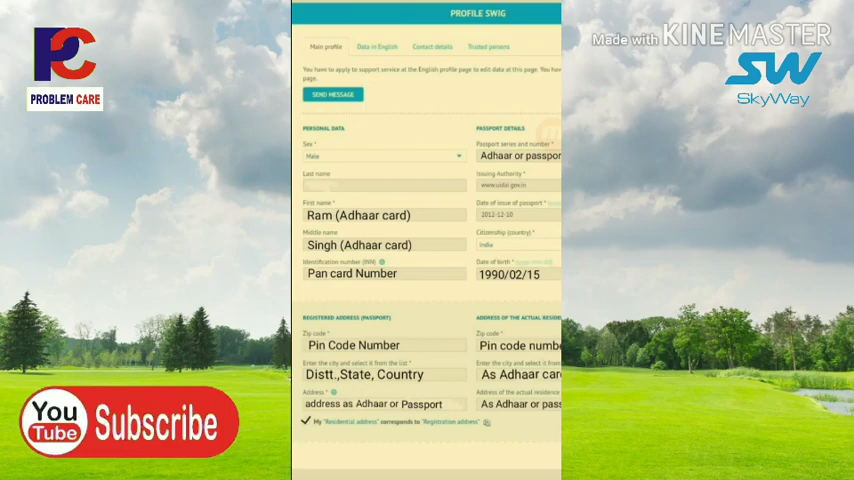 PROFILE SWIG
Made with KINEMASTER
PC
PROBLEM CARE
SW
SkyWay
Main profile Data in English Contact details Trusted persons
You have to apply to support service at the English profile page to edit data at this page. You have
page.
SEND MESSAGE
PERSONAL DATA
PASSPORT DETAILS
Sex *
Male
Passport series and number *
Adhaar or passpor
Last name
Issuing Authority *
www.uidai.gov.in
First name *
Ram (Adhaar card)
Date of issue of passport *
2012-12-10
Middle name
Singh (Adhaar card)
Citizenship (country) *
India
Identification number (INN)
Pan card Number
Date of birth *
1990/02/15
REGISTERED ADDRESS (PASSPORT)
ADDRESS OF THE ACTUAL RESIDE
Zip code *
Pin Code Number
Zip code *
Pin code numb
Enter the city and select it from the list *
Distt.,State, Country
Enter the city and select
As Adhaar card
Address *
address as Adhaar or Passport
Address of the actual residence
As Adhaar or pass
My "Residential address" corresponds to "Registration address"
You
Tube
Subscribe